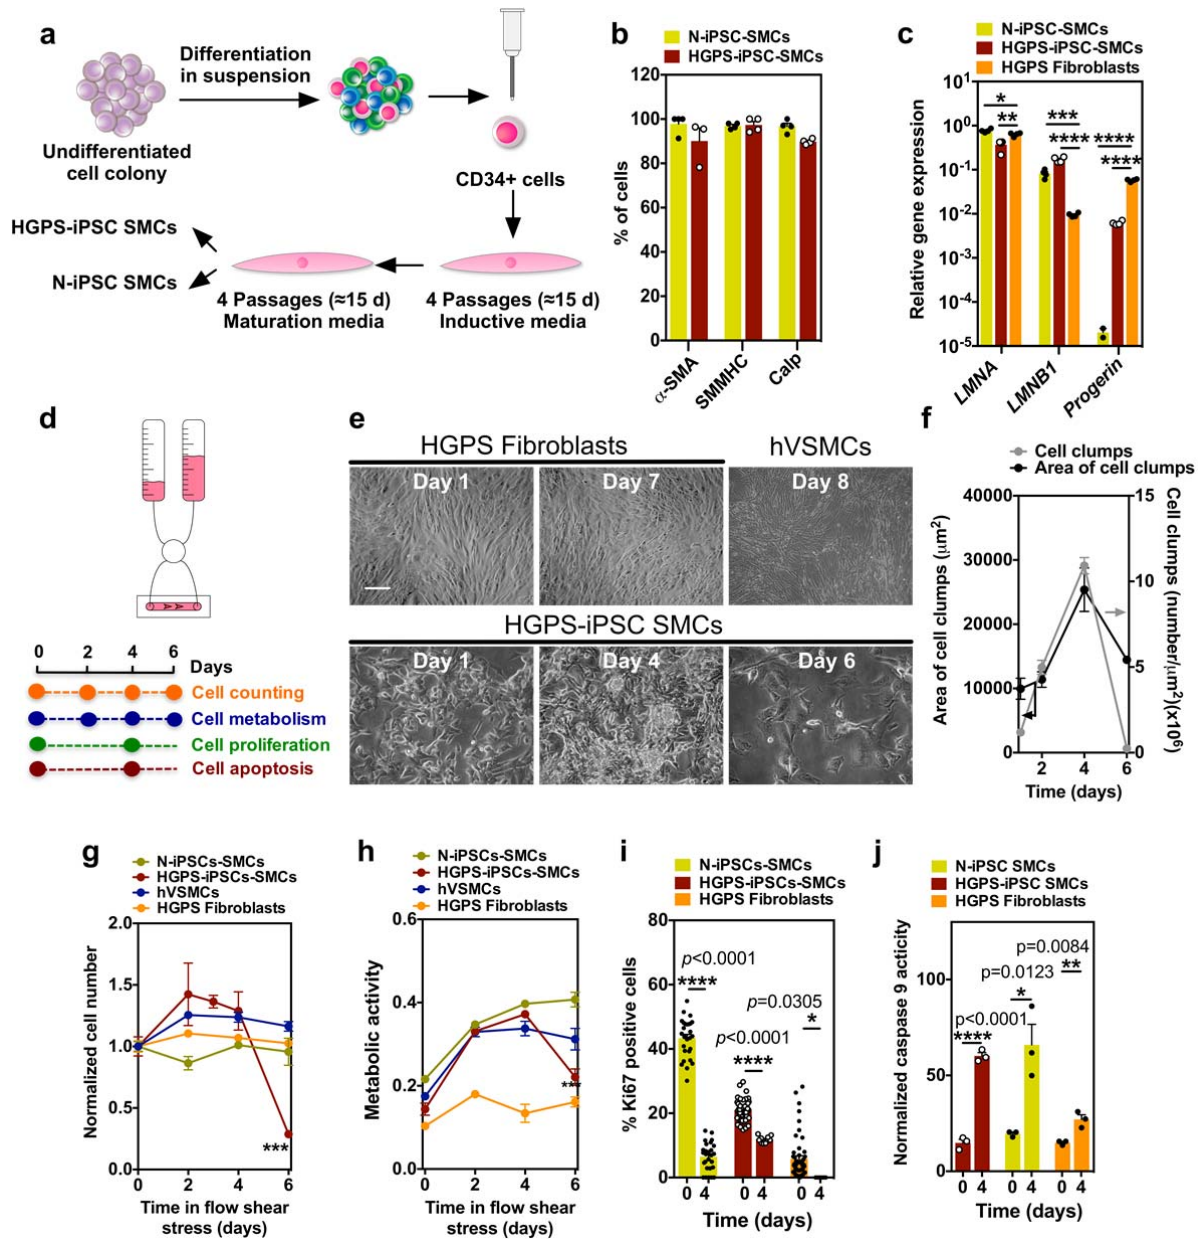 a
Differentiation
in suspension
Undifferentiated
cell colony
CD34+ cells
HGPS-iPSC SMCs
N-iPSC SMCs
4 Passages (≈15 d)
Maturation media
4 Passages (≈15 d)
Inductive media
b
N-iPSC-SMCs
HGPS-iPSC-SMCs
% of cells
120
100
80
60
40
20
0
α-SMA
SMMHC
Calp
c
N-iPSC-SMCs
HGPS-iPSC-SMCs
HGPS Fibroblasts
Relative gene expression
10¹
10⁰
10⁻¹
10⁻²
10⁻³
10⁻⁴
10⁻⁵
*
**
***
****
****
****
LMNA
LMNB1
Progerin
d
0 2 4 6 Days
Cell counting
Cell metabolism
Cell proliferation
Cell apoptosis
e
HGPS Fibroblasts
hVSMCs
Day 1
Day 7
Day 8
HGPS-iPSC SMCs
Day 1
Day 4
Day 6
f
Cell clumps
Area of cell clumps
Area of cell clumps (μm²)
40000
30000
20000
10000
0
15
10
5
0
Cell clumps (number/μm²)(x10⁶)
2 4 6
Time (days)
g
N-iPSCs-SMCs
HGPS-iPSCs-SMCs
hVSMCs
HGPS Fibroblasts
Normalized cell number
2.0
1.5
1.0
0.5
0.0
***
0 2 4 6
Time in flow shear
stress (days)
h
N-iPSCs-SMCs
HGPS-iPSCs-SMCs
hVSMCs
HGPS Fibroblasts
Metabolic activity
0.6
0.4
0.2
0.0
***
0 2 4 6
Time in flow shear
stress (days)
i
N-iPSCs-SMCs
HGPS-iPSCs-SMCs
HGPS Fibroblasts
% Ki67 positive cells
80
60
40
20
0
p<0.0001
****
p<0.0001
****
p=0.0305
*
0 4 0 4 0 4
Time (days)
j
N-iPSC SMCs
HGPS-iPSC SMCs
HGPS Fibroblasts
Normalized caspase 9 acticity
100
50
0
p=0.0084
**
p=0.0123
*
p<0.0001
****
0 4 0 4 0 4
Time (days)